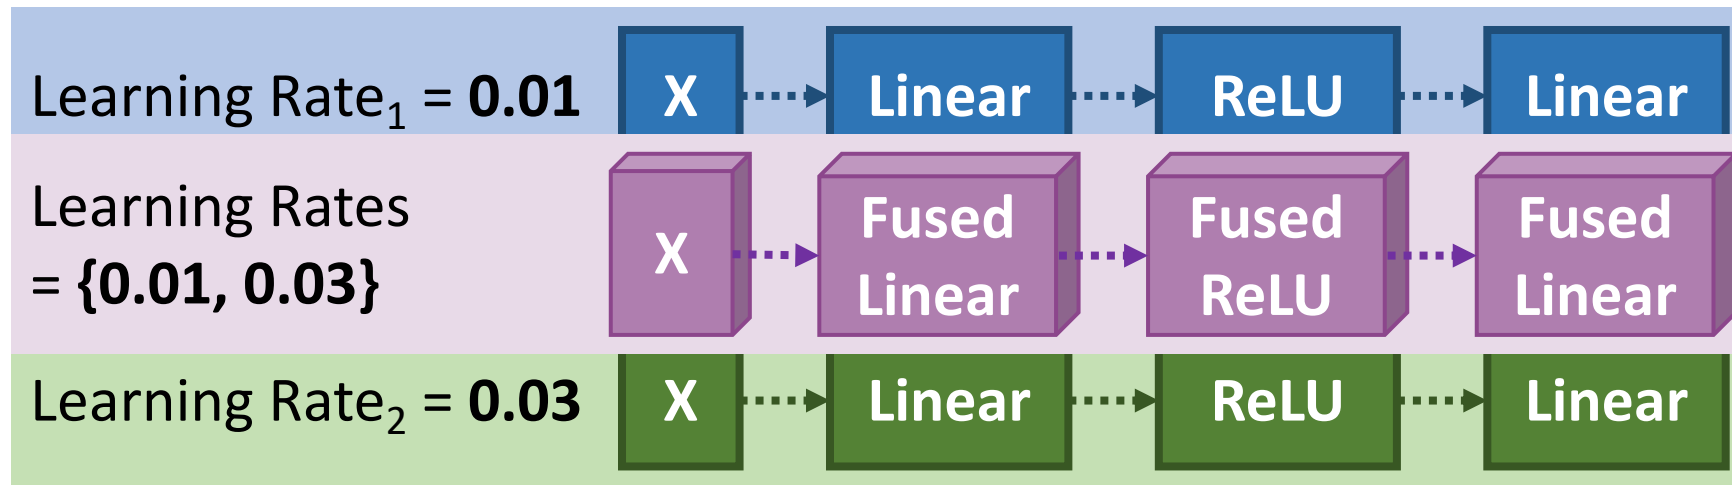 Learning Rate₁ = 0.01 X Linear ReLU Linear
Learning Rates
= {0.01, 0.03}
X
Fused
Linear
Fused
ReLU
Fused
Linear
Learning Rate₂ = 0.03 X Linear ReLU Linear